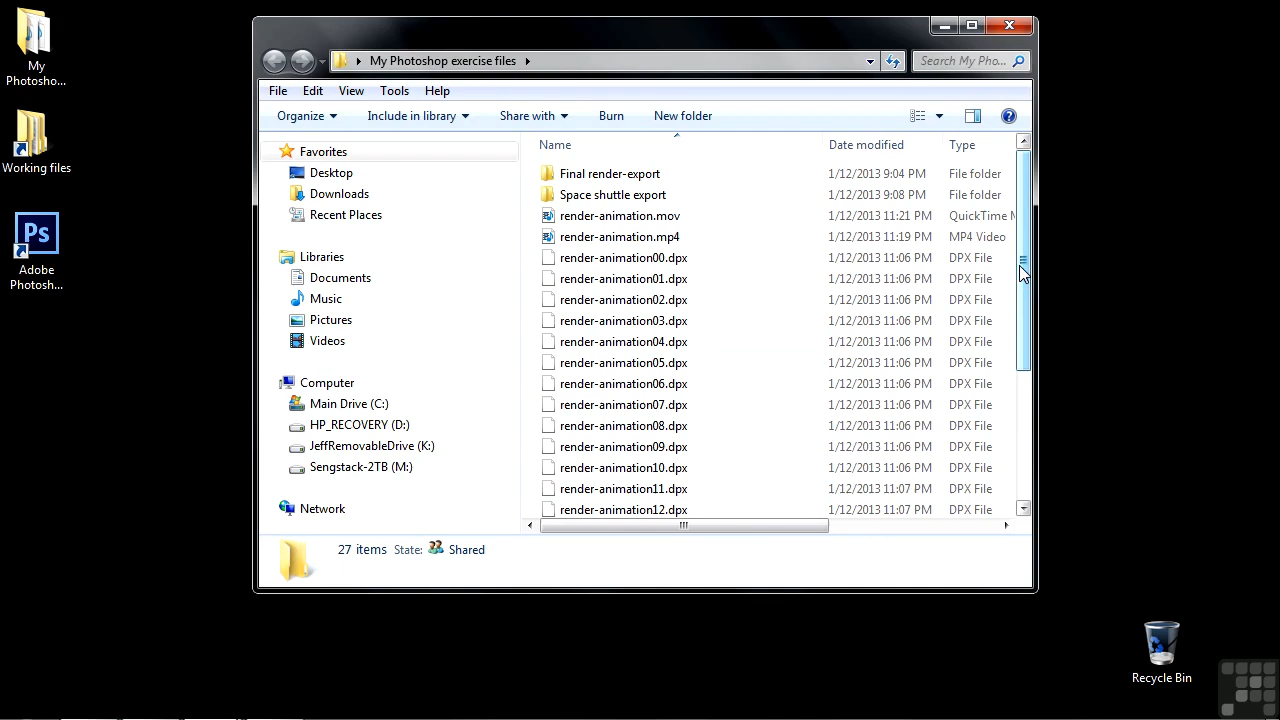 My
Photosho...
Working files
Ps
Adobe
Photosh...
My Photoshop exercise files
Search My Pho...
File Edit View Tools Help
Organize Include in library Share with Burn New folder
Favorites
Desktop
Downloads
Recent Places
Libraries
Documents
Music
Pictures
Videos
Computer
Main Drive (C:)
HP_RECOVERY (D:)
JeffRemovableDrive (K:)
Sengstack-2TB (M:)
Network
Name Date modified Type
Final render-export 1/12/2013 9:04 PM File folder
Space shuttle export 1/12/2013 9:08 PM File folder
render-animation.mov 1/12/2013 11:21 PM QuickTime M
render-animation.mp4 1/12/2013 11:19 PM MP4 Video
render-animation00.dpx 1/12/2013 11:06 PM DPX File
render-animation01.dpx 1/12/2013 11:06 PM DPX File
render-animation02.dpx 1/12/2013 11:06 PM DPX File
render-animation03.dpx 1/12/2013 11:06 PM DPX File
render-animation04.dpx 1/12/2013 11:06 PM DPX File
render-animation05.dpx 1/12/2013 11:06 PM DPX File
render-animation06.dpx 1/12/2013 11:06 PM DPX File
render-animation07.dpx 1/12/2013 11:06 PM DPX File
render-animation08.dpx 1/12/2013 11:06 PM DPX File
render-animation09.dpx 1/12/2013 11:06 PM DPX File
render-animation10.dpx 1/12/2013 11:06 PM DPX File
render-animation11.dpx 1/12/2013 11:07 PM DPX File
render-animation12.dpx 1/12/2013 11:07 PM DPX File
27 items State: Shared
Recycle Bin